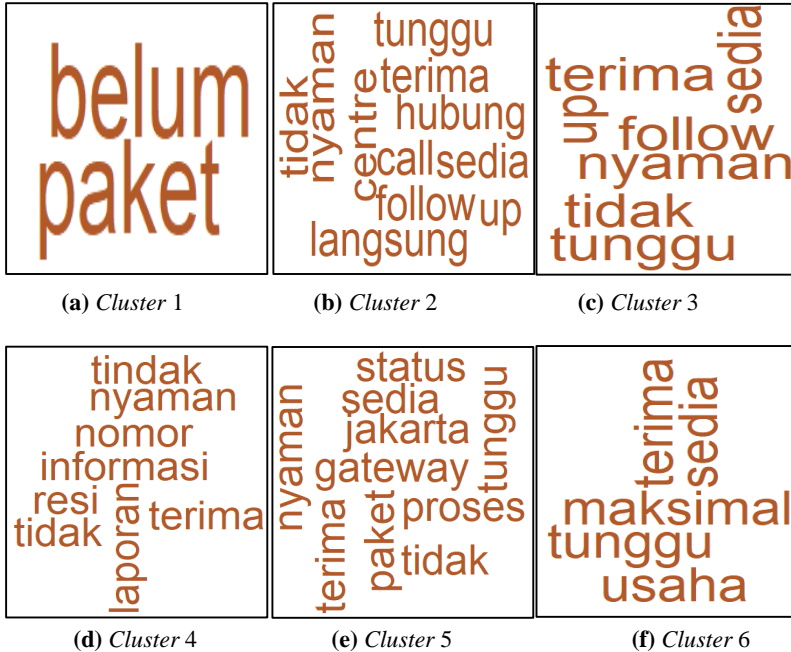 belum
paket
(a) Cluster 1
tunggu
tidak
nyaman
terima
centre
hubung
call sedia
follow up
langsung
(b) Cluster 2
sedia
terima
up
follow
nyaman
tidak
tunggu
(c) Cluster 3
tindak
nyaman
nomor
informasi
resi
laporan
terima
tidak
(d) Cluster 4
status
sedia
tunggu
nyaman
jakarta
gateway
terima
paket
proses
tidak
(e) Cluster 5
terima
sedia
maksimal
tunggu
usaha
(f) Cluster 6